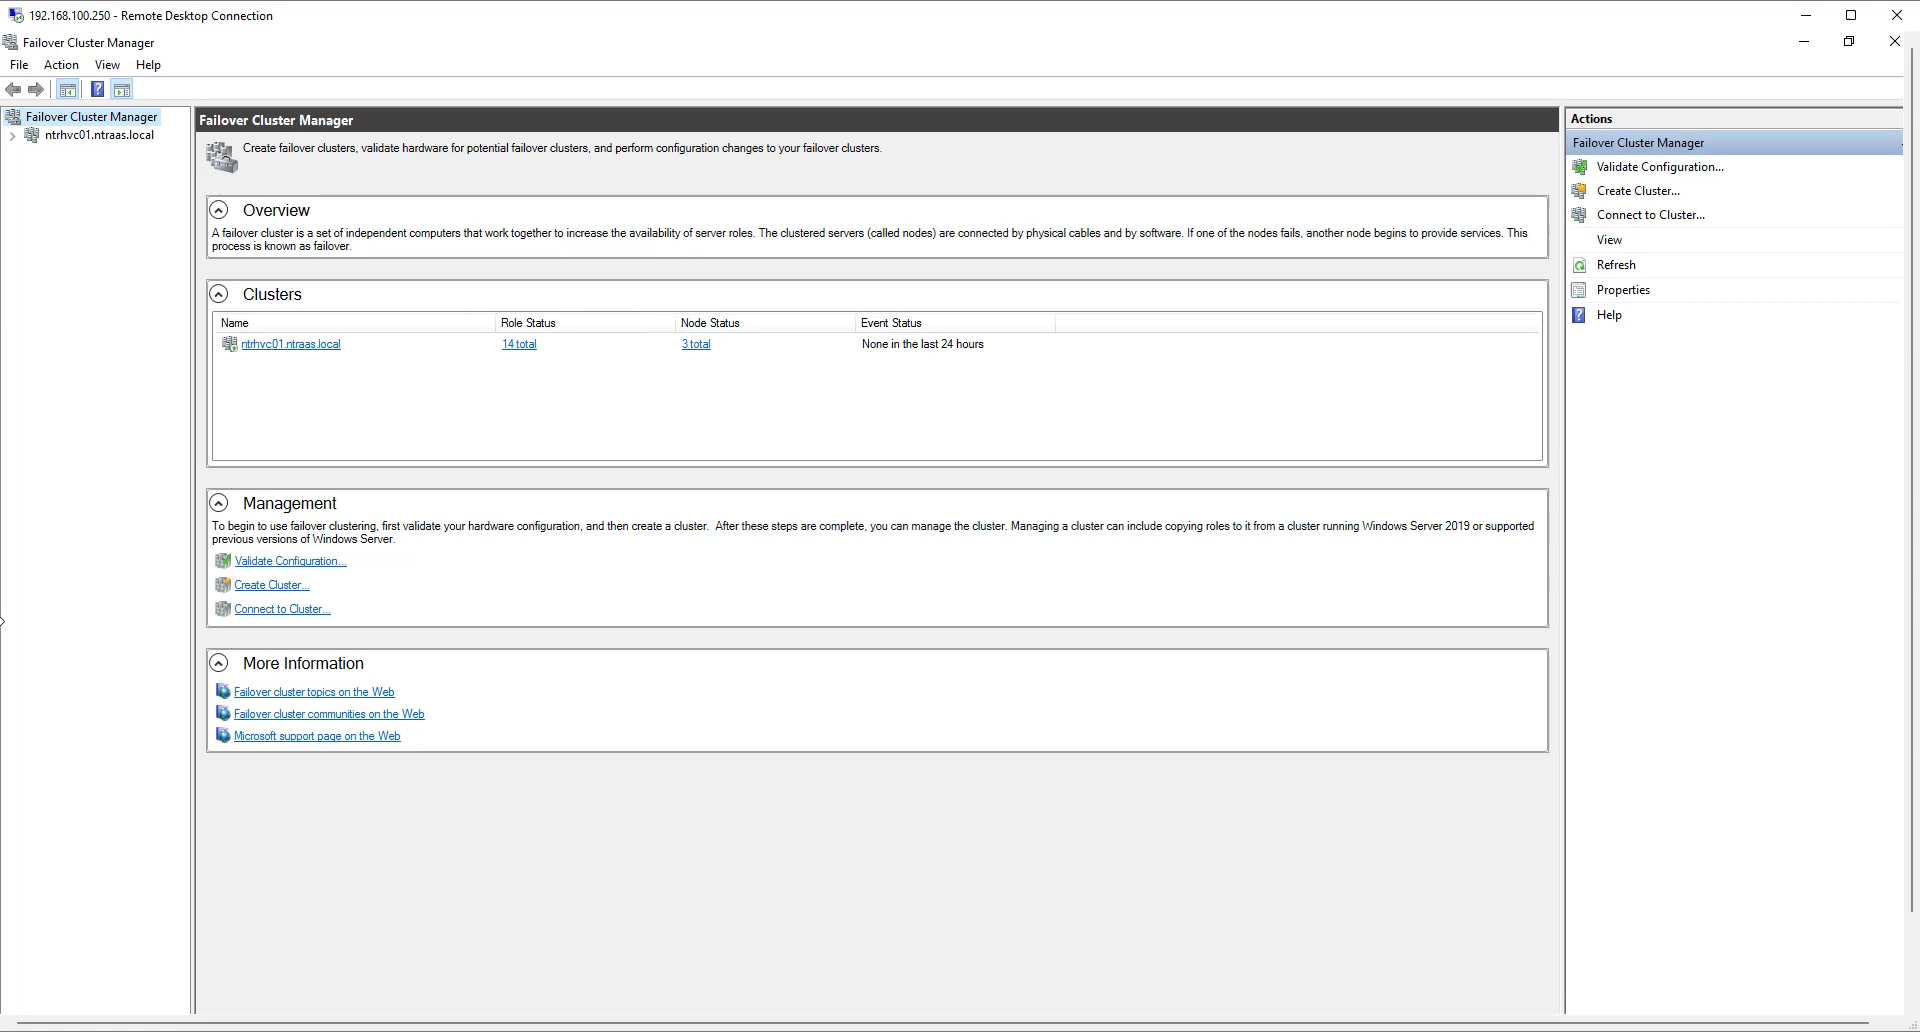 192.168.100.250 - Remote Desktop Connection
Failover Cluster Manager
File Action View Help
Failover Cluster Manager
ntrhvc01.ntraas.local
Failover Cluster Manager
Create failover clusters, validate hardware for potential failover clusters, and perform configuration changes to your failover clusters.
Overview
A failover cluster is a set of independent computers that work together to increase the availability of server roles. The clustered servers (called nodes) are connected by physical cables and by software. If one of the nodes fails, another node begins to provide services. This
process is known as failover.
Clusters
Name Role Status Node Status Event Status
ntrhvc01.ntraas.local 14 total 3 total None in the last 24 hours
Management
To begin to use failover clustering, first validate your hardware configuration, and then create a cluster. After these steps are complete, you can manage the cluster. Managing a cluster can include copying roles to it from a cluster running Windows Server 2019 or supported
previous versions of Windows Server.
Validate Configuration...
Create Cluster...
Connect to Cluster...
More Information
Failover cluster topics on the Web
Failover cluster communities on the Web
Microsoft support page on the Web
Actions
Failover Cluster Manager
Validate Configuration...
Create Cluster...
Connect to Cluster...
View
Refresh
Properties
Help